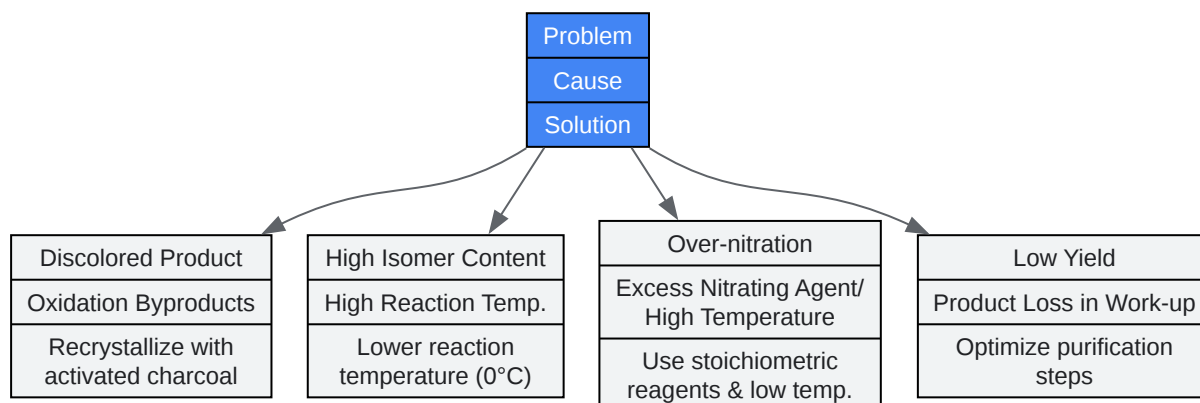 Problem
Cause
Solution
Discolored Product
Oxidation Byproducts
Recrystallize with
activated charcoal
High Isomer Content
High Reaction Temp.
Lower reaction
temperature (0°C)
Over-nitration
Excess Nitrating Agent/
High Temperature
Use stoichiometric
reagents & low temp.
Low Yield
Product Loss in Work-up
Optimize purification
steps